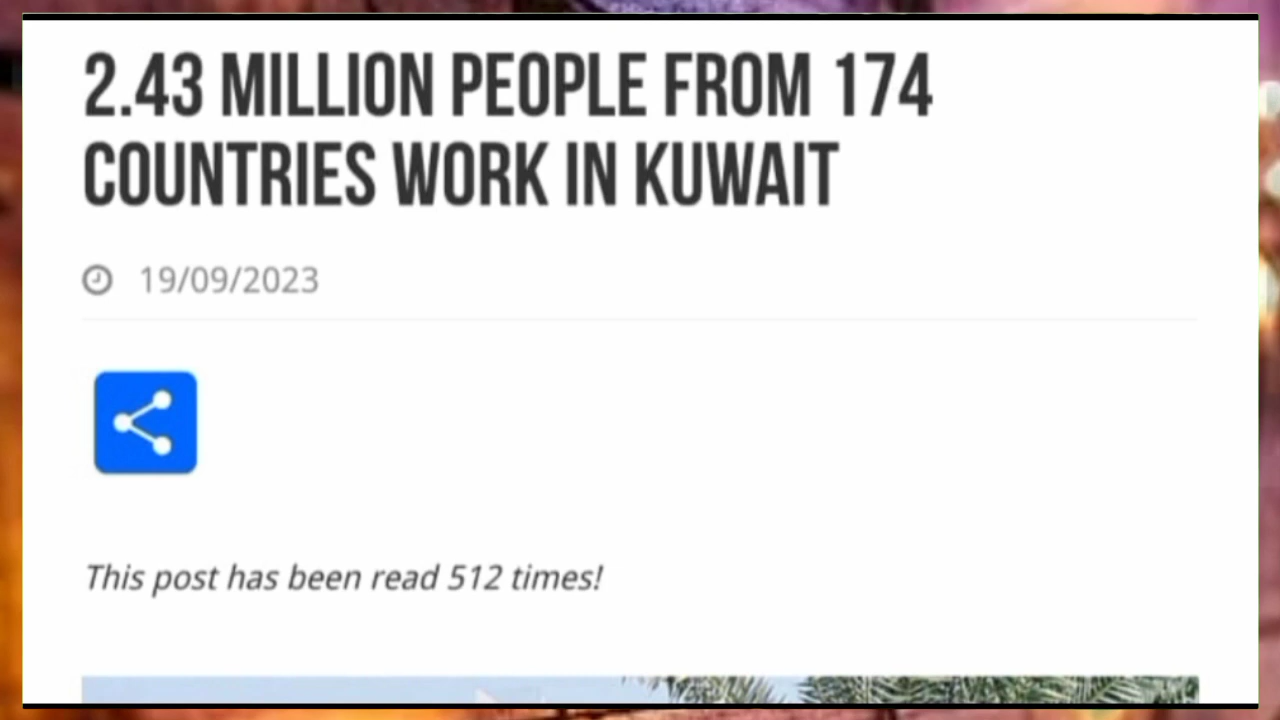 2.43 MILLION PEOPLE FROM 174
COUNTRIES WORK IN KUWAIT
19/09/2023
This post has been read 512 times!